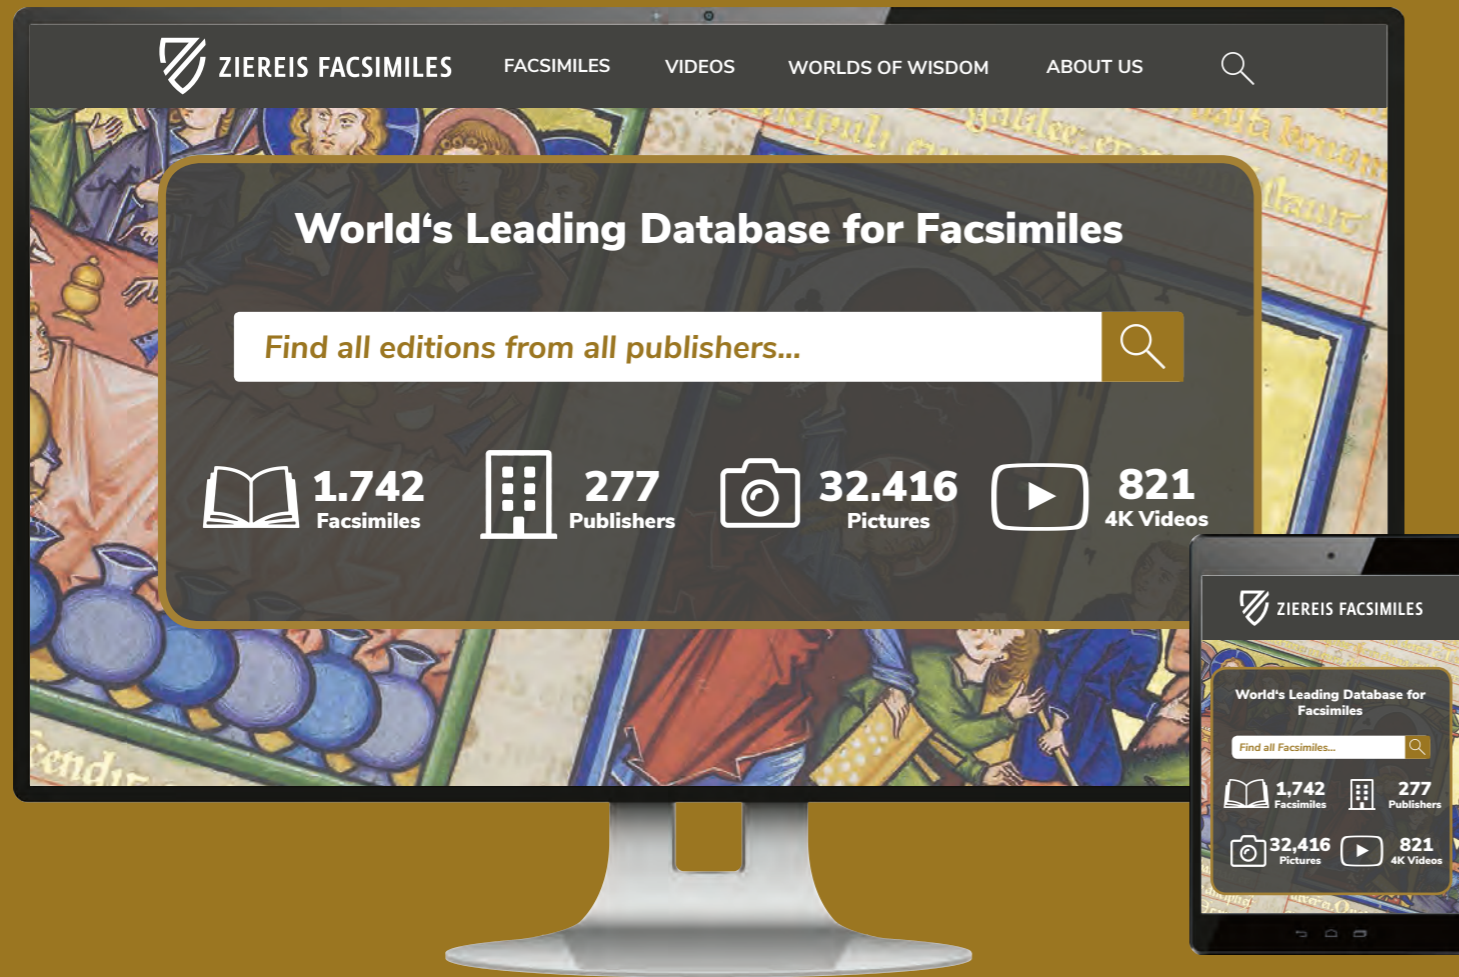 ZIEREIS FACSIMILES
FACSIMILES
VIDEOS
WORLDS OF WISDOM
ABOUT US
World‘s Leading Database for Facsimiles
Find all editions from all publishers...
1.742
Facsimiles
277
Publishers
32.416
Pictures
821
4K Videos
ZIEREIS FACSIMILES
World‘s Leading Database for
Facsimiles
Find all Facsimiles...
1,742
Facsimiles
277
Publishers
32,416
Pictures
821
4K Videos